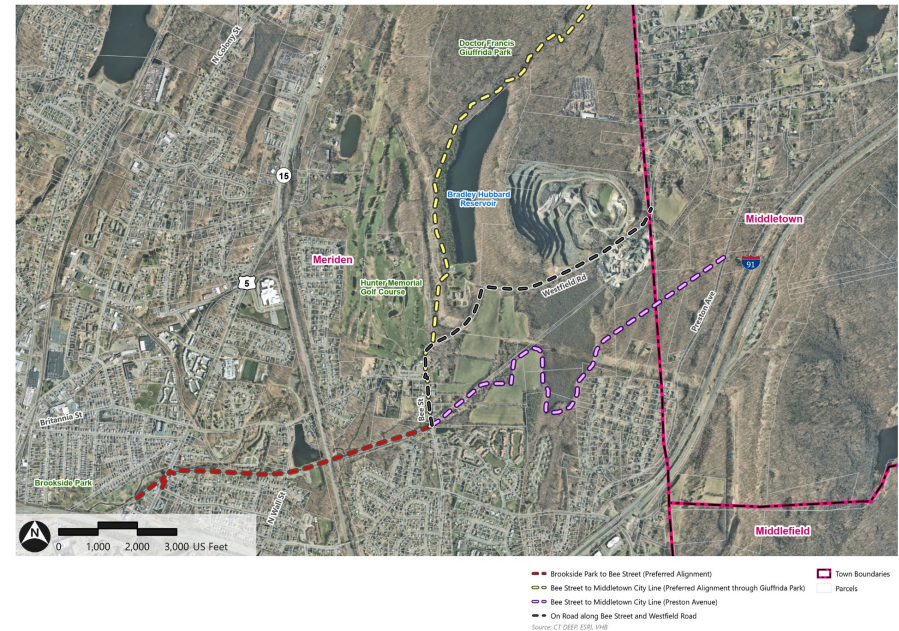 Doctor Francis
Giuffrida Park
N Colony St
15
Bradley Hubbard
Reservoir
Middletown
Meriden
91
5
Hunter Memorial
Golf Course
Westfield Rd
Preston Ave
Bee St
Britannia St
Brookside Park
N Wall St
N
0 1,000 2,000 3,000 US Feet
Middlefield
Brookside Park to Bee Street (Preferred Alignment)
Bee Street to Middletown City Line (Preferred Alignment through Giuffrida Park)
Bee Street to Middletown City Line (Preston Avenue)
On Road along Bee Street and Westfield Road
Town Boundaries
Parcels
Source: CT DEEP, ESRI, VHB